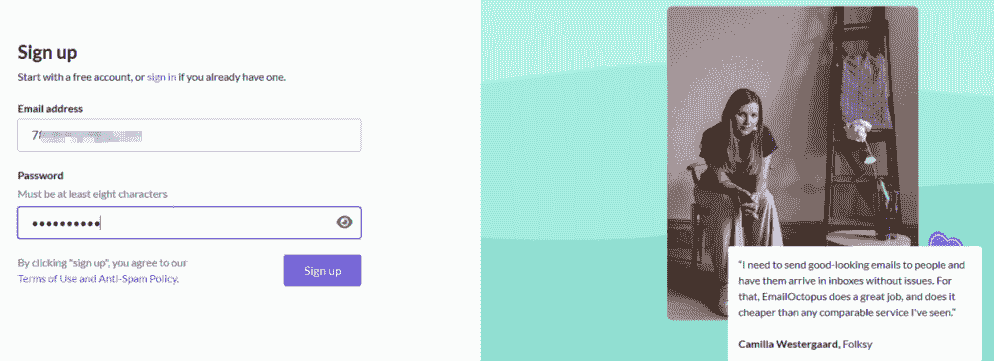 Sign up
Start with a free account, or sign in if you already have one.
Email address
78
Password
Must be at least eight characters
••••••••••
By clicking "sign up", you agree to our
Terms of Use and Anti-Spam Policy.
Sign up
"I need to send good-looking emails to people and
have them arrive in inboxes without issues. For
that, EmailOctopus does a great job, and does it
cheaper than any comparable service I've seen."
Camilla Westergaard, Folksy